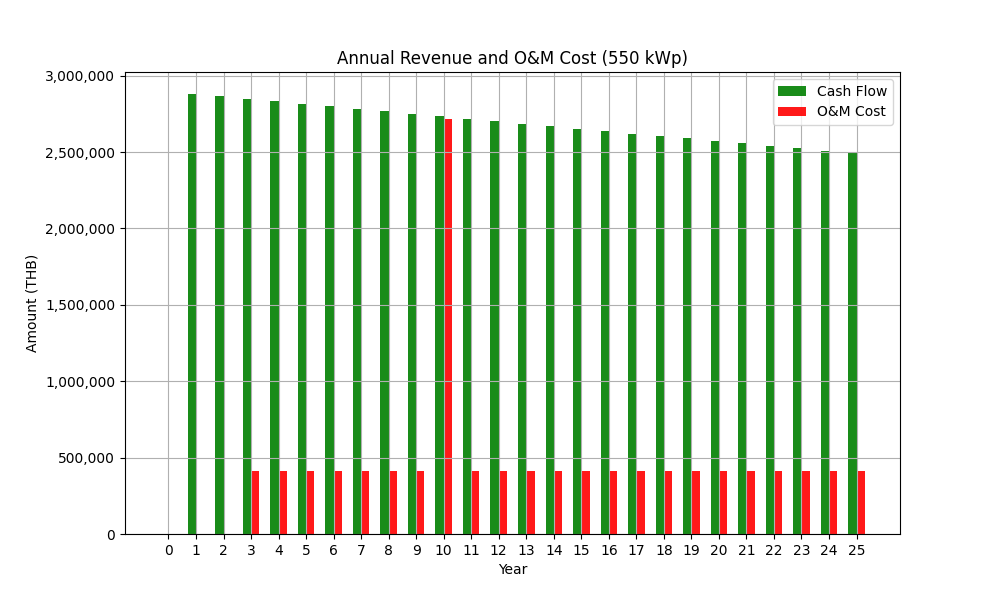 Annual Revenue and O&M Cost (550 kWp)
Cash Flow
O&M Cost
3,000,000
2,500,000
2,000,000
1,500,000
1,000,000
500,000
0
Amount (THB)
0 1 2 3 4 5 6 7 8 9 10 11 12 13 14 15 16 17 18 19 20 21 22 23 24 25
Year